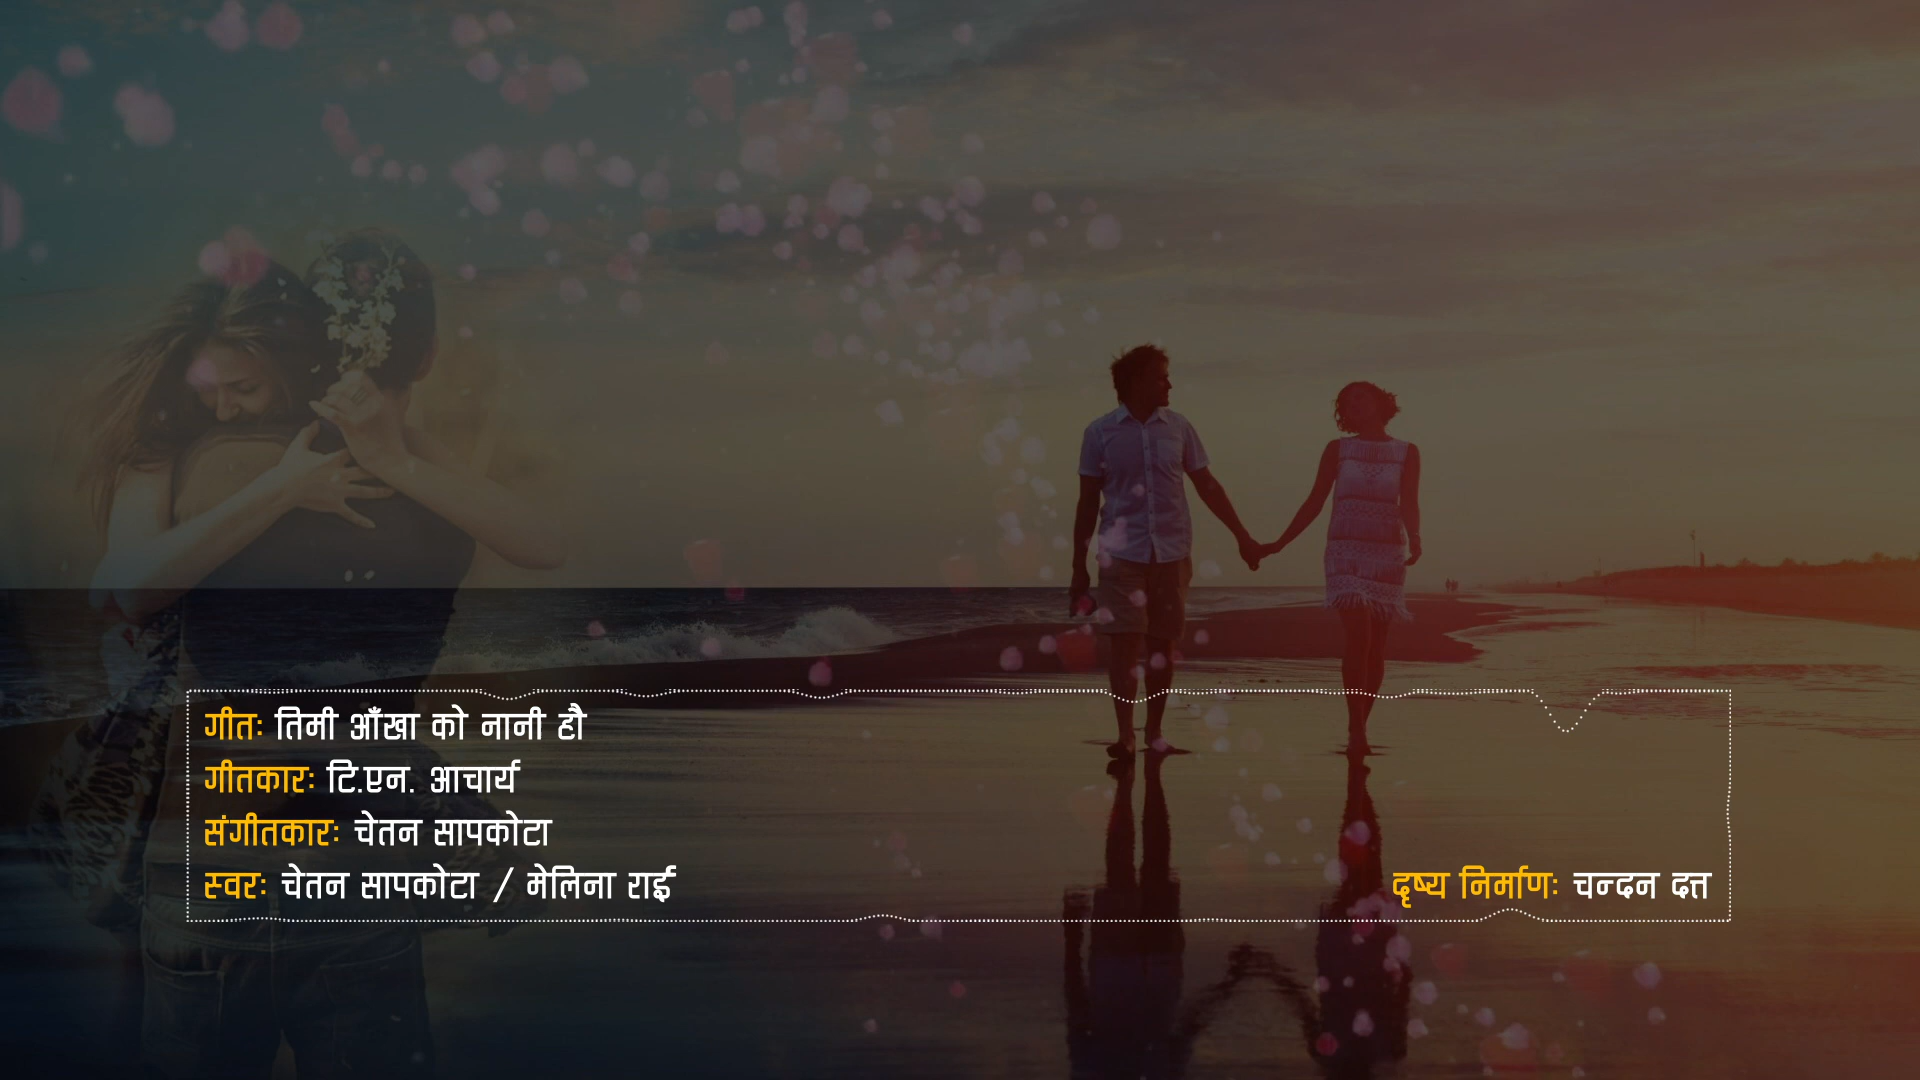 गीतः तिमी आँखा को नानी हौ
गीतकारः टि.एन. आचार्य
संगीतकारः चेतन सापकोटा
स्वरः चेतन सापकोटा / मेलिना राई
दृष्य निर्माणः चन्दन दत्त